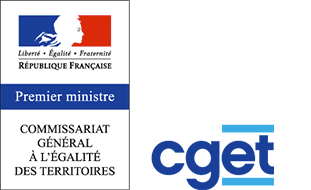 Liberté • Égalité • Fraternité
RÉPUBLIQUE FRANÇAISE
Premier ministre
COMMISSARIAT
GÉNÉRAL
À L'ÉGALITÉ
DES TERRITOIRES
cget